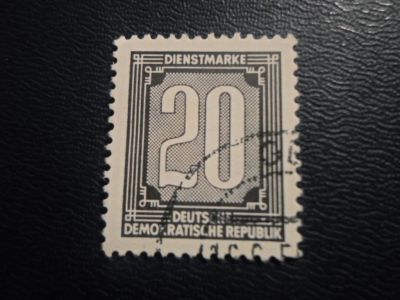 DIENSTMARKE
20
DEUTSCHE
DEMOKRATISCHE REPUBLIK